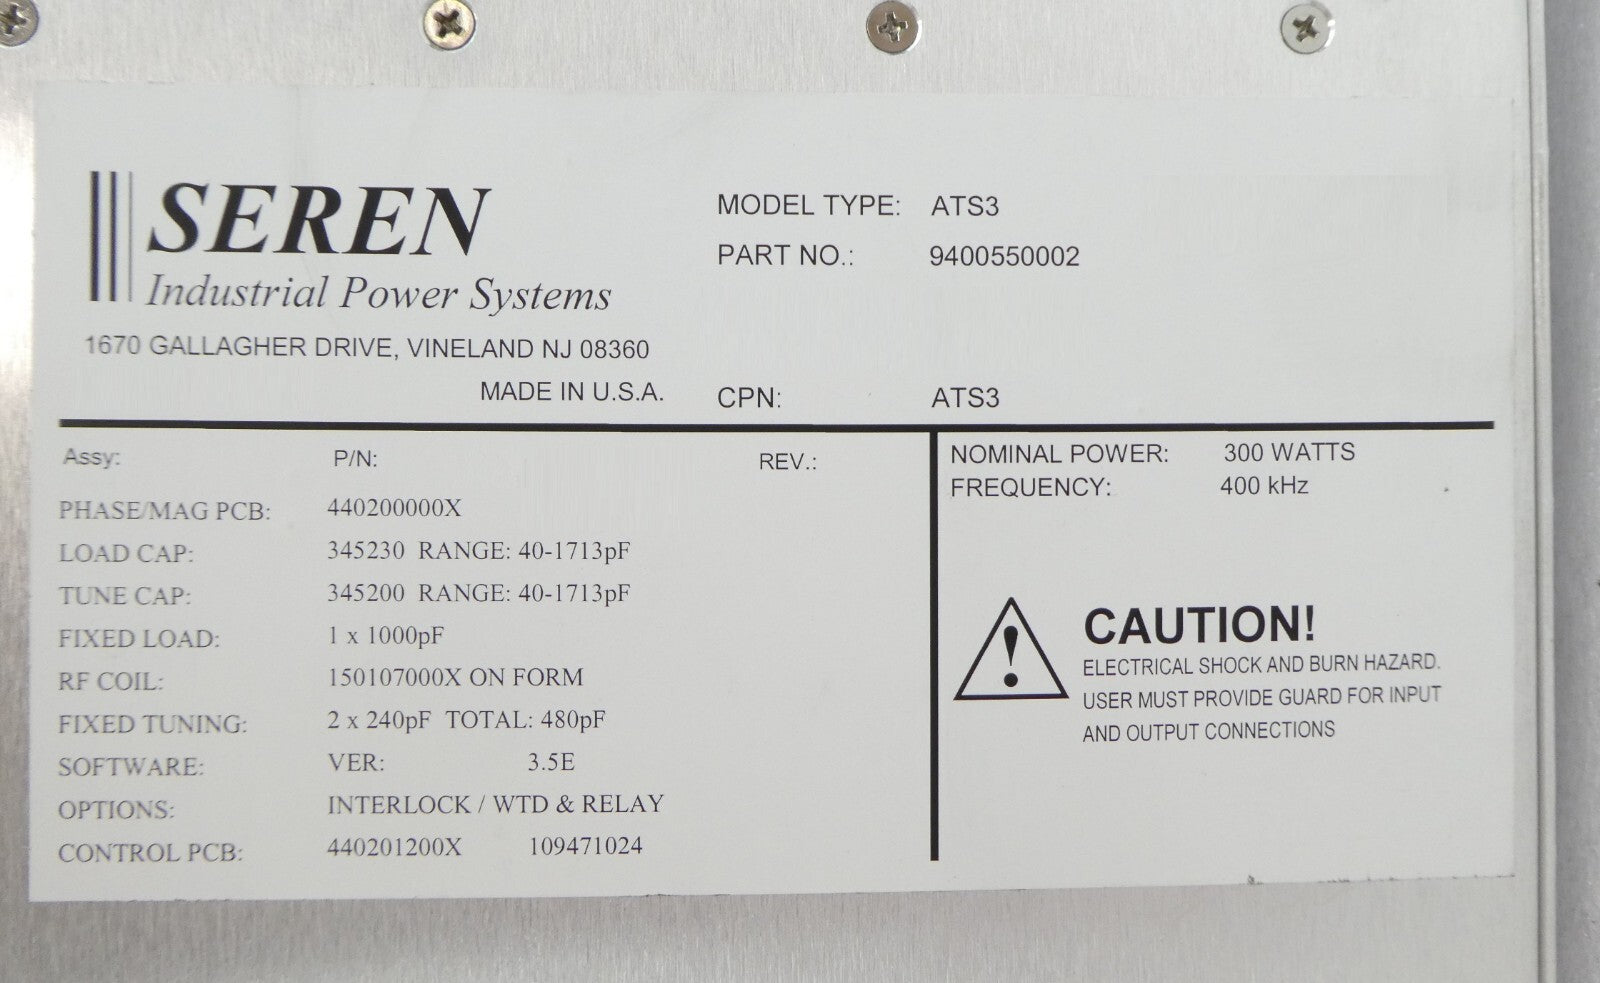 SEREN
Industrial Power Systems
1670 GALLAGHER DRIVE, VINELAND NJ 08360
MADE IN U.S.A.
MODEL TYPE: ATS3
PART NO.: 9400550002
CPN: ATS3
Assy: P/N: REV.:
PHASE/MAG PCB: 440200000X
LOAD CAP: 345230 RANGE: 40-1713pF
TUNE CAP: 345200 RANGE: 40-1713pF
FIXED LOAD: 1 x 1000pF
RF COIL: 150107000X ON FORM
FIXED TUNING: 2 x 240pF TOTAL: 480pF
SOFTWARE: VER: 3.5E
OPTIONS: INTERLOCK / WTD & RELAY
CONTROL PCB: 440201200X 109471024
NOMINAL POWER: 300 WATTS
FREQUENCY: 400 kHz
CAUTION!
ELECTRICAL SHOCK AND BURN HAZARD.
USER MUST PROVIDE GUARD FOR INPUT
AND OUTPUT CONNECTIONS